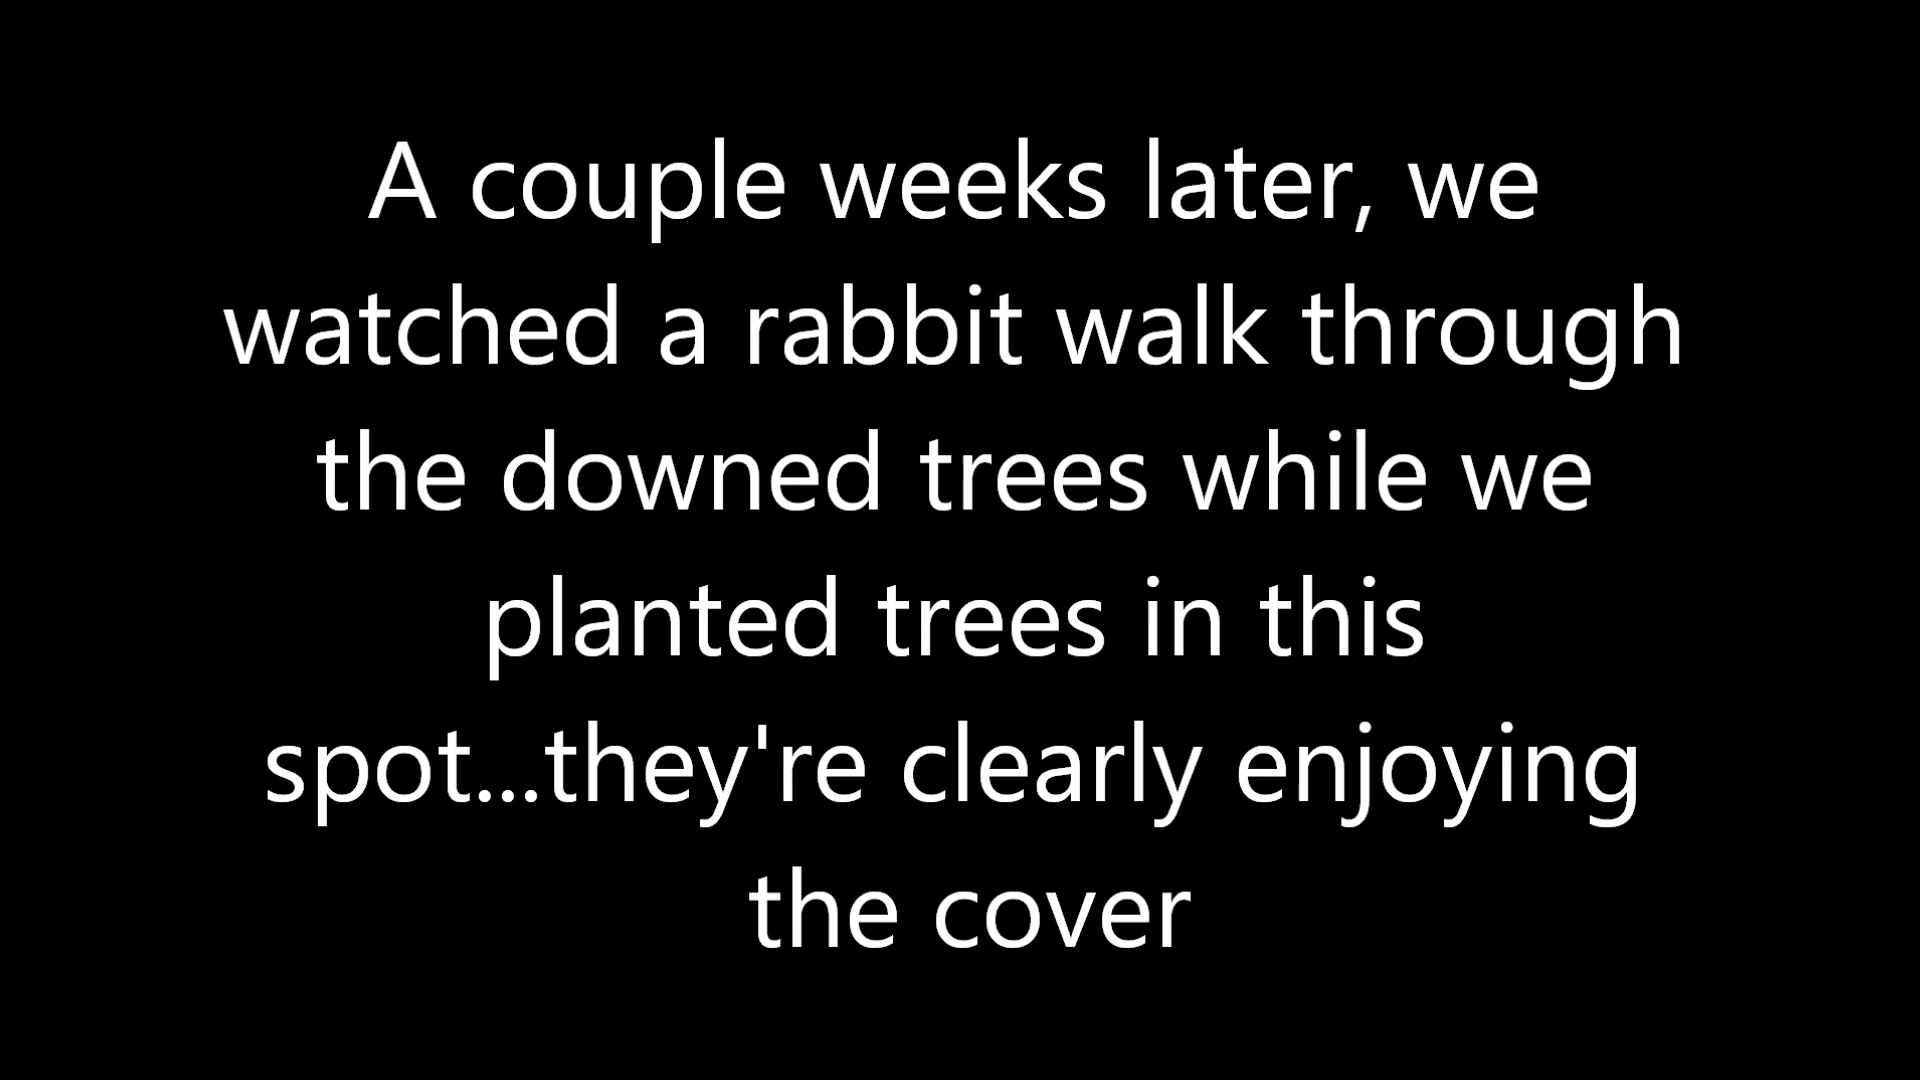 A couple weeks later, we
watched a rabbit walk through
the downed trees while we
planted trees in this
spot...they're clearly enjoying
the cover